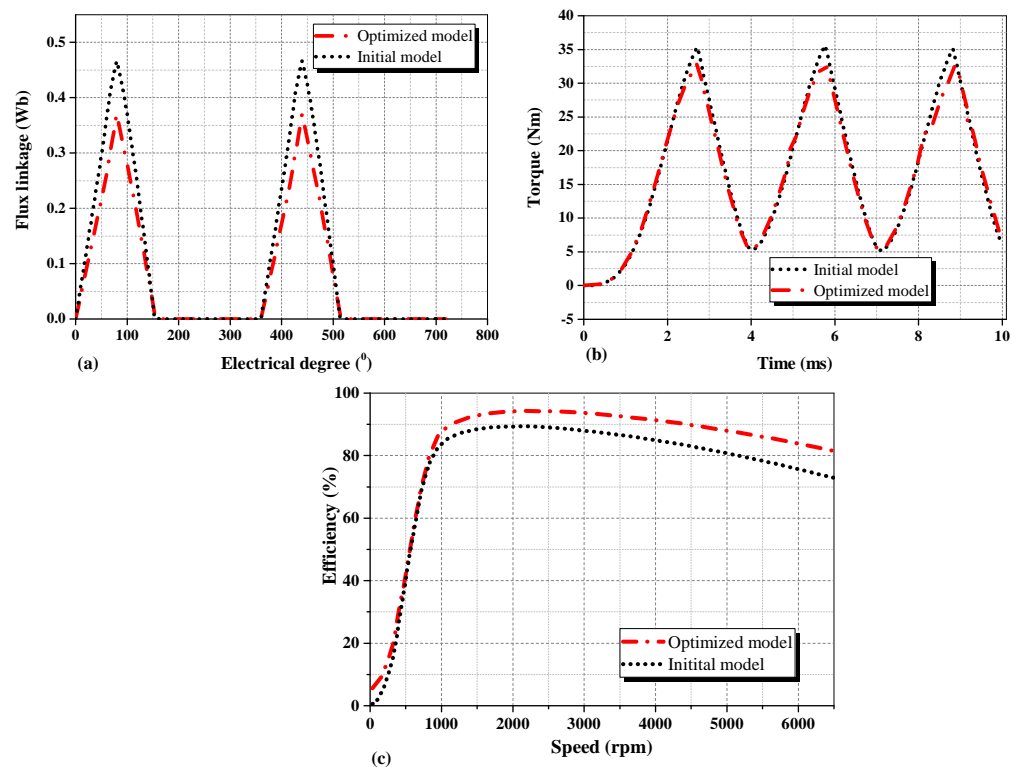 0.5
0.4
0.3
0.2
0.1
0.0
Flux linkage (Wb)
Optimized model
Initial model
0 100 200 300 400 500 600 700 800
(a) Electrical degree (⁰)
40
35
30
25
20
15
10
5
0
-5
Torque (Nm)
Initial model
Optimized model
0 2 4 6 8 10
(b) Time (ms)
100
80
60
40
20
0
Efficiency (%)
Optimized model
Initital model
0 1000 2000 3000 4000 5000 6000
(c) Speed (rpm)